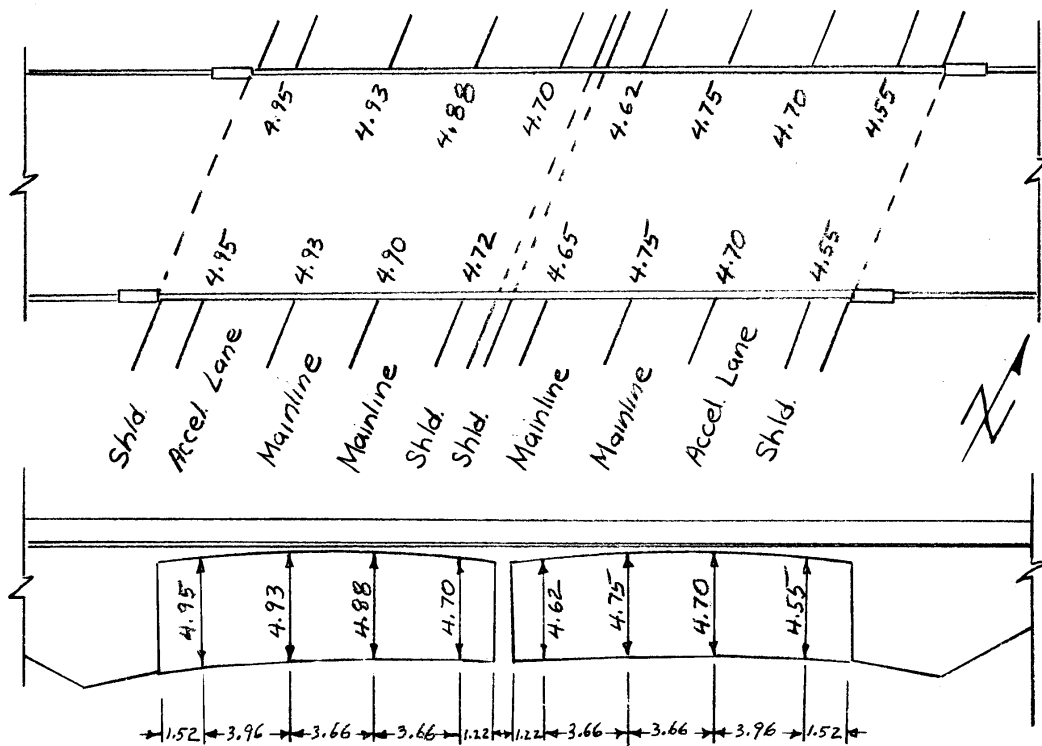 4.95 4.93 4.88 4.70 4.62 4.75 4.70 4.55
4.95 4.93 4.90 4.72 4.65 4.75 4.70 4.55
Shld. Accel. Lane Mainline Mainline Shld. Shld. Mainline Mainline Accel. Lane Shld.
N
4.95 4.93 4.88 4.70 4.62 4.75 4.70 4.55
1.52 3.96 3.66 3.66 1.22 1.22 3.66 3.66 3.96 1.52